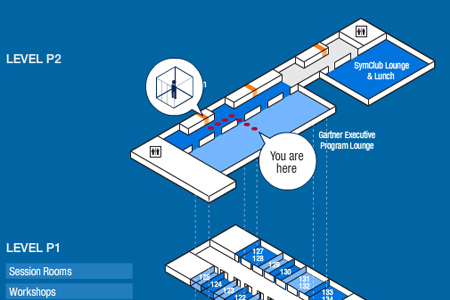 LEVEL P2
SymClub Lounge
& Lunch
Gartner Executive
Program Lounge
You are
here
LEVEL P1
Session Rooms
Workshops
127
128
129
130
131
132
133
134
125
124
123
122